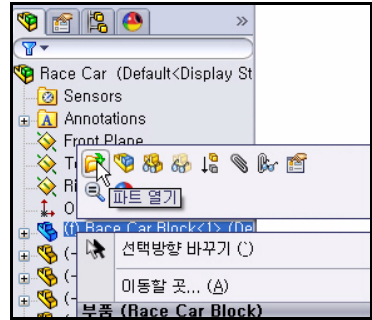 »
Race Car (Default<Display St
Sensors
Annotations
Front Plane
T
Ri
파트 열기
O
(f) Race Car Block<1> (De
(-
선택방향 바꾸기 (`)
(-
이동할 곳... (A)
(-
부품 (Race Car Block)